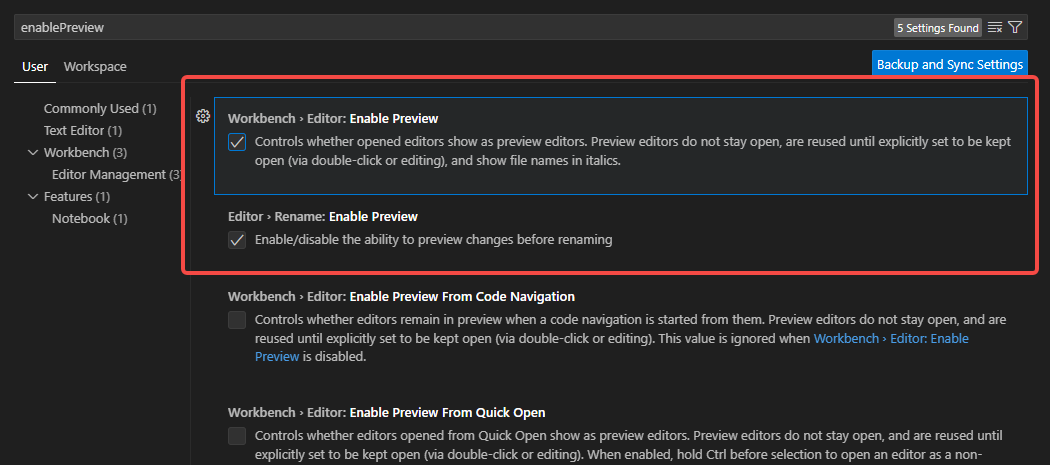 enablePreview
5 Settings Found
User
Workspace
Backup and Sync Settings
Commonly Used (1)
Text Editor (1)
Workbench (3)
Editor Management (3)
Features (1)
Notebook (1)
Workbench › Editor: Enable Preview
Controls whether opened editors show as preview editors. Preview editors do not stay open, are reused until explicitly set to be kept
open (via double-click or editing), and show file names in italics.
Editor › Rename: Enable Preview
Enable/disable the ability to preview changes before renaming
Workbench › Editor: Enable Preview From Code Navigation
Controls whether editors remain in preview when a code navigation is started from them. Preview editors do not stay open, and are
reused until explicitly set to be kept open (via double-click or editing). This value is ignored when Workbench › Editor: Enable
Preview is disabled.
Workbench › Editor: Enable Preview From Quick Open
Controls whether editors opened from Quick Open show as preview editors. Preview editors do not stay open, and are reused until
explicitly set to be kept open (via double-click or editing). When enabled, hold Ctrl before selection to open an editor as a non-